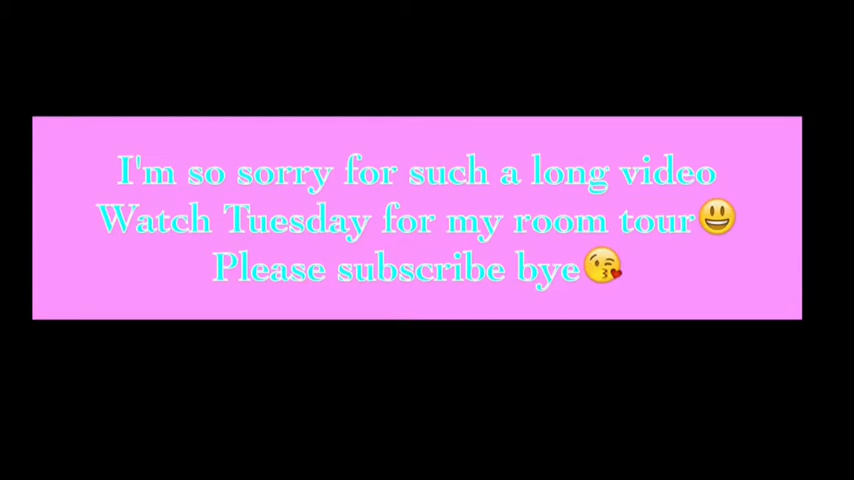 I'm so sorry for such a long video
Watch Tuesday for my room tour😃
Please subscribe bye😘